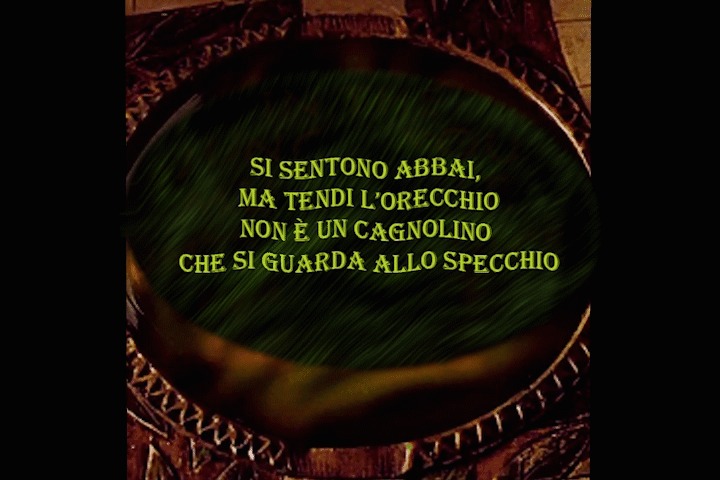 SI SENTONO ABBAI,
MA TENDI L'ORECCHIO
NON È UN CAGNOLINO
CHE SI GUARDA ALLO SPECCHIO